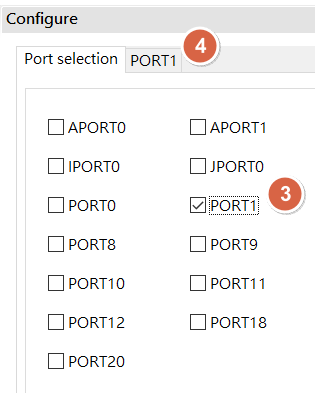 Configure
Port selection PORT1 4
APORT0 APORT1
IPORT0 JPORT0
PORT0 PORT1 3
PORT8 PORT9
PORT10 PORT11
PORT12 PORT18
PORT20